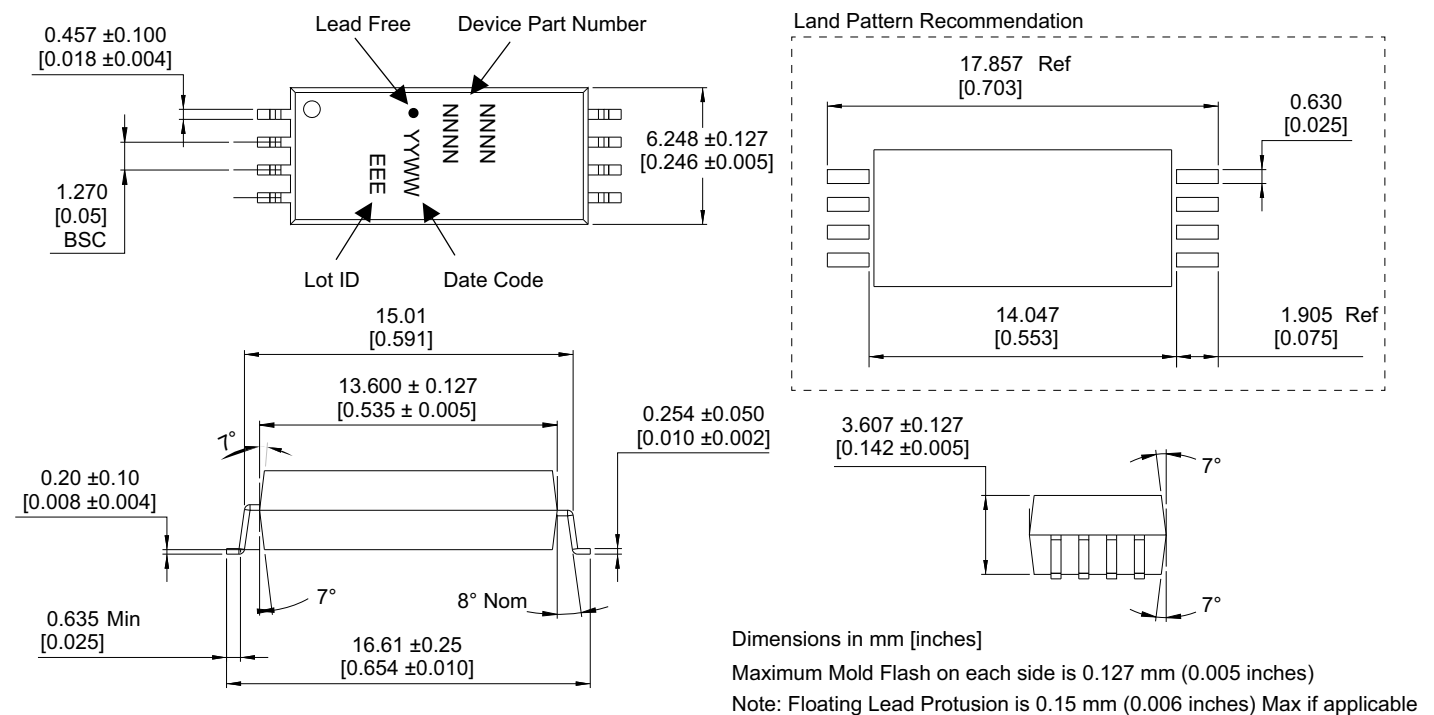 0.457 ±0.100
[0.018 ±0.004]
Lead Free
Device Part Number
NNNN
NNNN
YYWW
EEE
6.248 ±0.127
[0.246 ±0.005]
1.270
[0.05]
BSC
Lot ID
Date Code
Land Pattern Recommendation
17.857 Ref
[0.703]
0.630
[0.025]
14.047
[0.553]
1.905 Ref
[0.075]
15.01
[0.591]
13.600 ± 0.127
[0.535 ± 0.005]
7°
0.254 ±0.050
[0.010 ±0.002]
0.20 ±0.10
[0.008 ±0.004]
7°
8° Nom
0.635 Min
[0.025]
16.61 ±0.25
[0.654 ±0.010]
3.607 ±0.127
[0.142 ±0.005]
7°
7°
Dimensions in mm [inches]
Maximum Mold Flash on each side is 0.127 mm (0.005 inches)
Note: Floating Lead Protusion is 0.15 mm (0.006 inches) Max if applicable